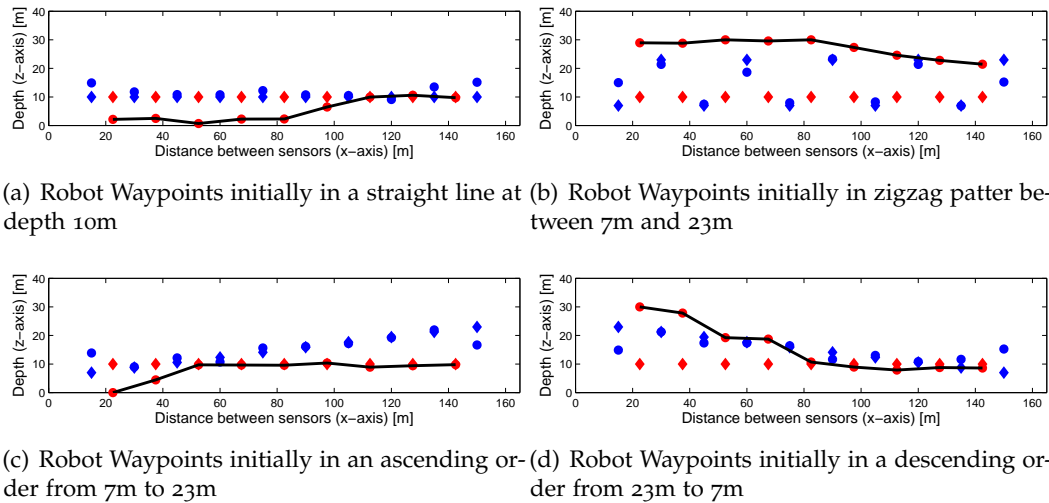 40
30
20
10
0
0 20 40 60 80 100 120 140 160
Depth (z−axis) [m]
Distance between sensors (x−axis) [m]
40
30
20
10
0
0 20 40 60 80 100 120 140 160
Depth (z−axis) [m]
Distance between sensors (x−axis) [m]
(a) Robot Waypoints initially in a straight line at
depth 10m
(b) Robot Waypoints initially in zigzag patter be-
tween 7m and 23m
40
30
20
10
0
0 20 40 60 80 100 120 140 160
Depth (z−axis) [m]
Distance between sensors (x−axis) [m]
40
30
20
10
0
0 20 40 60 80 100 120 140 160
Depth (z−axis) [m]
Distance between sensors (x−axis) [m]
(c) Robot Waypoints initially in an ascending or-
der from 7m to 23m
(d) Robot Waypoints initially in a descending or-
der from 23m to 7m